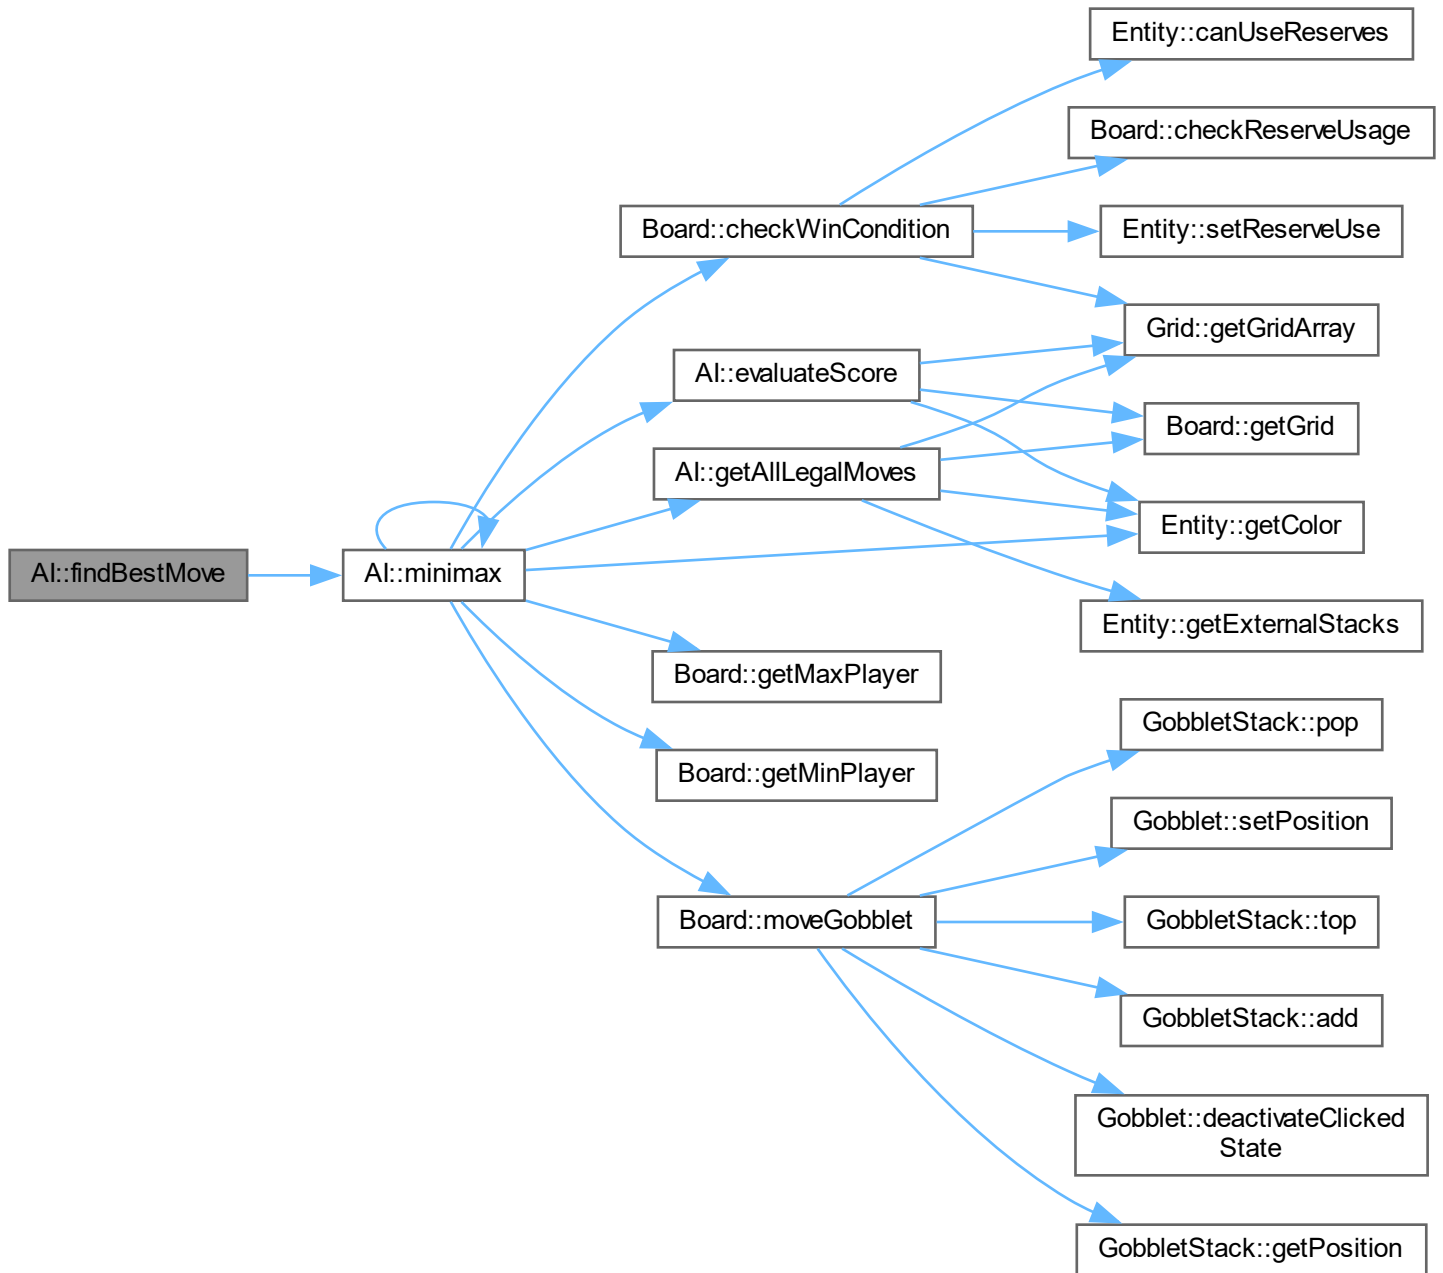 Entity::canUseReserves
Board::checkReserveUsage
Board::checkWinCondition
Entity::setReserveUse
Grid::getGridArray
AI::evaluateScore
Board::getGrid
AI::getAllLegalMoves
Entity::getColor
AI::findBestMove
AI::minimax
Entity::getExternalStacks
Board::getMaxPlayer
GobbletStack::pop
Board::getMinPlayer
Gobblet::setPosition
Board::moveGobblet
GobbletStack::top
GobbletStack::add
Gobblet::deactivateClicked
State
GobbletStack::getPosition